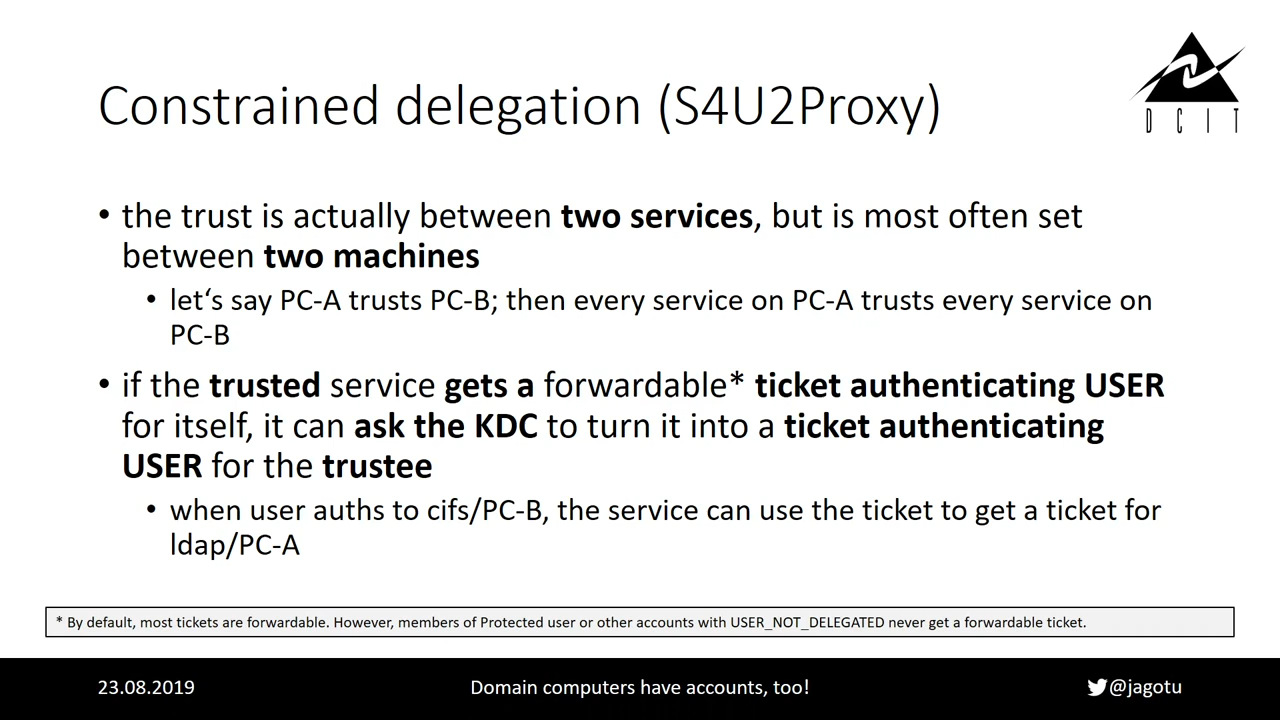 DCIT
Constrained delegation (S4U2Proxy)
• the trust is actually between two services, but is most often set
between two machines
• let‘s say PC-A trusts PC-B; then every service on PC-A trusts every service on
PC-B
• if the trusted service gets a forwardable* ticket authenticating USER
for itself, it can ask the KDC to turn it into a ticket authenticating
USER for the trustee
• when user auths to cifs/PC-B, the service can use the ticket to get a ticket for
ldap/PC-A
* By default, most tickets are forwardable. However, members of Protected user or other accounts with USER_NOT_DELEGATED never get a forwardable ticket.
23.08.2019
Domain computers have accounts, too!
@jagotu